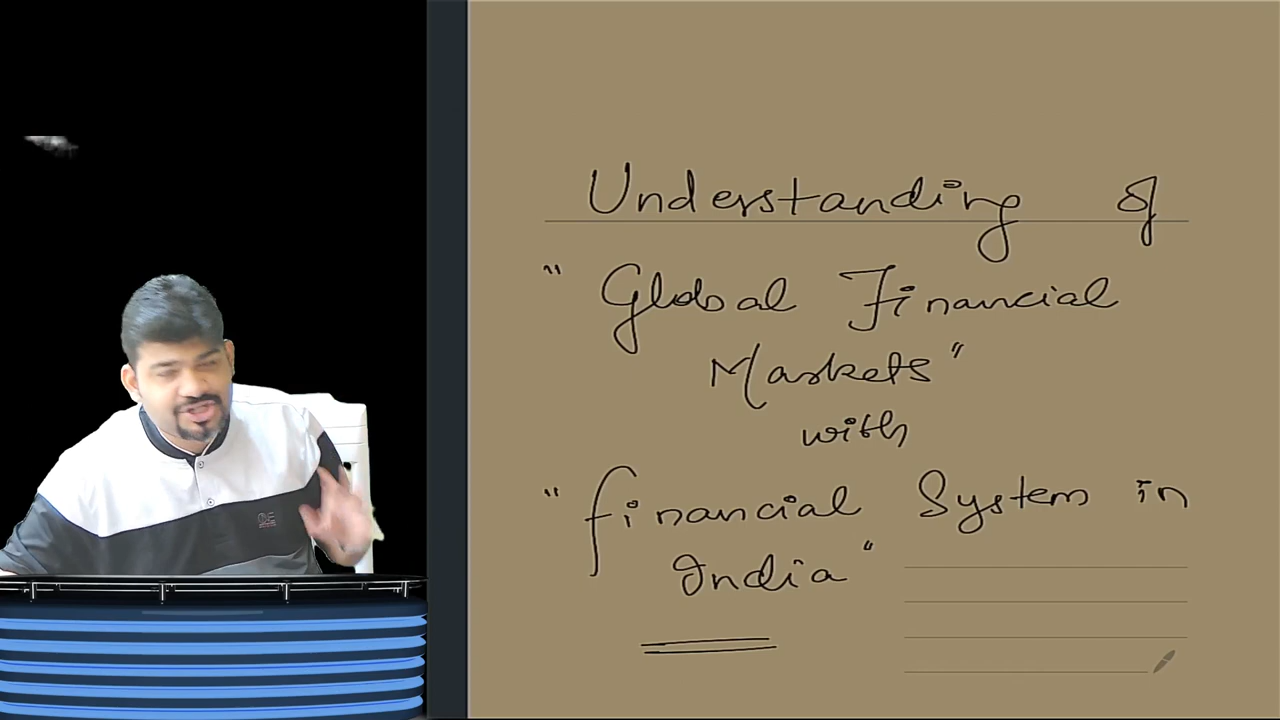 Understanding of
"Global Financial
Markets"
with
"financial System in
India"